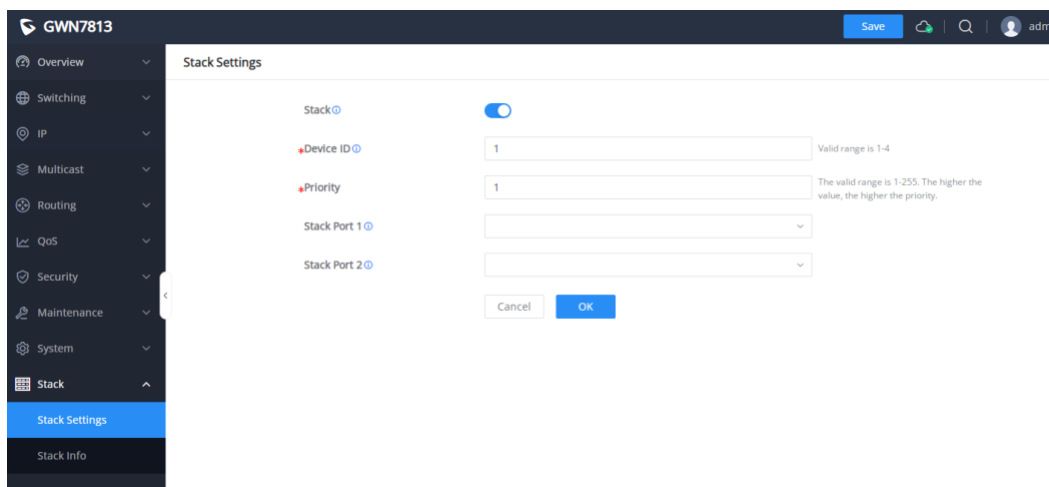 GWN7813
Save
Overview
Stack Settings
Switching
Stack
IP
*Device ID
1
Valid range is 1-4
Multicast
*Priority
1
The valid range is 1-255. The higher the
value, the higher the priority.
Routing
Stack Port 1
QoS
Stack Port 2
Security
Cancel
OK
Maintenance
System
Stack
Stack Settings
Stack Info